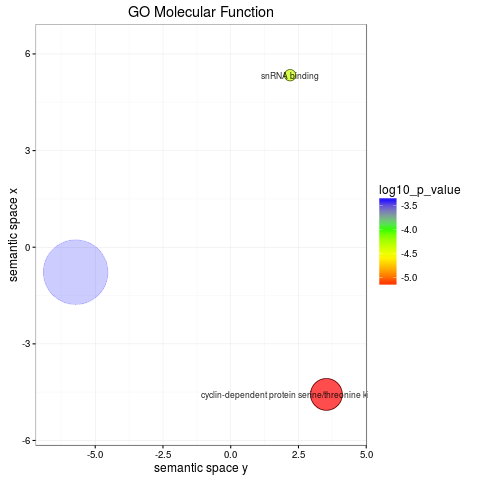 GO Molecular Function
6
snRNA binding
3
semantic space x
0
-3
cyclin-dependent protein serine/threonine ki
-6
-5.0
-2.5
0.0
2.5
5.0
semantic space y
log10_p_value
-3.5
-4.0
-4.5
-5.0